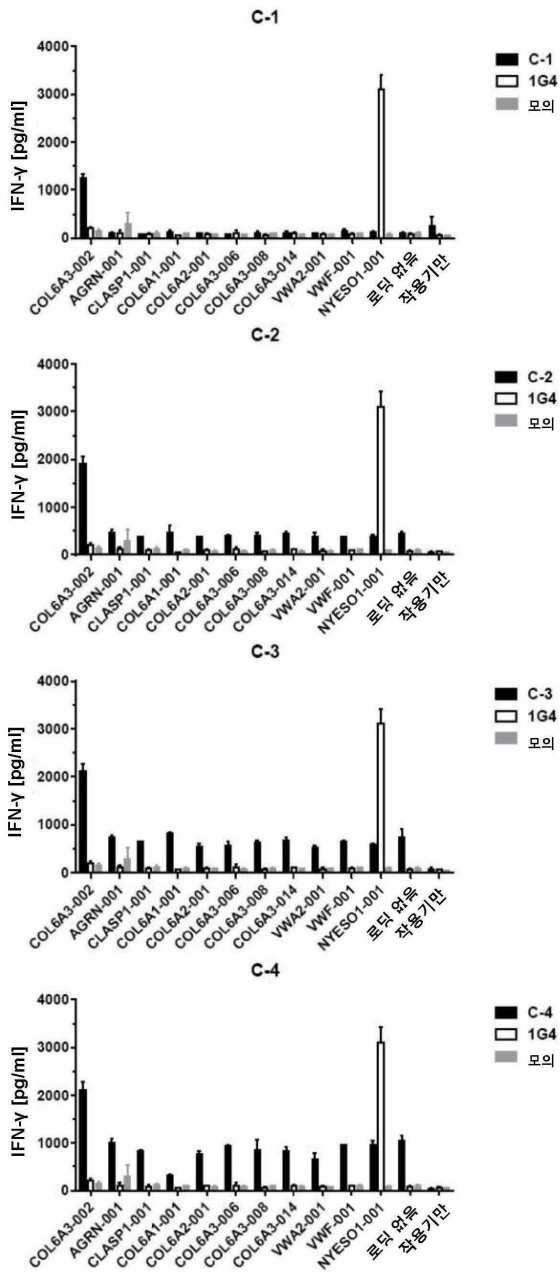 C-1
IFN-γ [pg/ml]
4000
3000
2000
1000
0
COL6A3-002
AGRN-001
CLASP1-001
COL6A1-001
COL6A2-001
COL6A3-006
COL6A3-008
COL6A3-014
VWA2-001
VWF-001
NYESO1-001
로딩 없음
작용기만
C-1
1G4
모의
C-2
IFN-γ [pg/ml]
4000
3000
2000
1000
0
COL6A3-002
AGRN-001
CLASP1-001
COL6A1-001
COL6A2-001
COL6A3-006
COL6A3-008
COL6A3-014
VWA2-001
VWF-001
NYESO1-001
로딩 없음
작용기만
C-2
1G4
모의
C-3
IFN-γ [pg/ml]
4000
3000
2000
1000
0
COL6A3-002
AGRN-001
CLASP1-001
COL6A1-001
COL6A2-001
COL6A3-006
COL6A3-008
COL6A3-014
VWA2-001
VWF-001
NYESO1-001
로딩 없음
작용기만
C-3
1G4
모의
C-4
IFN-γ [pg/ml]
4000
3000
2000
1000
0
COL6A3-002
AGRN-001
CLASP1-001
COL6A1-001
COL6A2-001
COL6A3-006
COL6A3-008
COL6A3-014
VWA2-001
VWF-001
NYESO1-001
로딩 없음
작용기만
C-4
1G4
모의